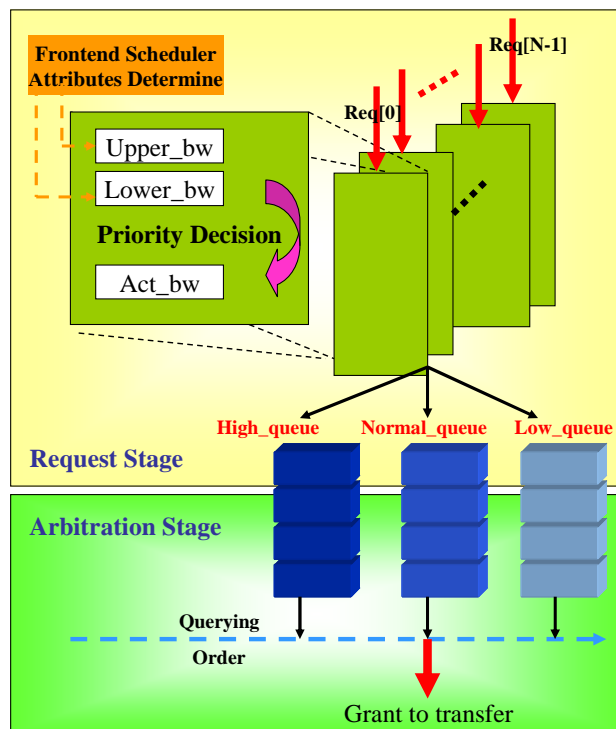 Frontend Scheduler
Attributes Determine
Req[N-1]
Req[0]
Upper_bw
Lower_bw
Priority Decision
Act_bw
High_queue
Normal_queue
Low_queue
Request Stage
Arbitration Stage
Querying
Order
Grant to transfer